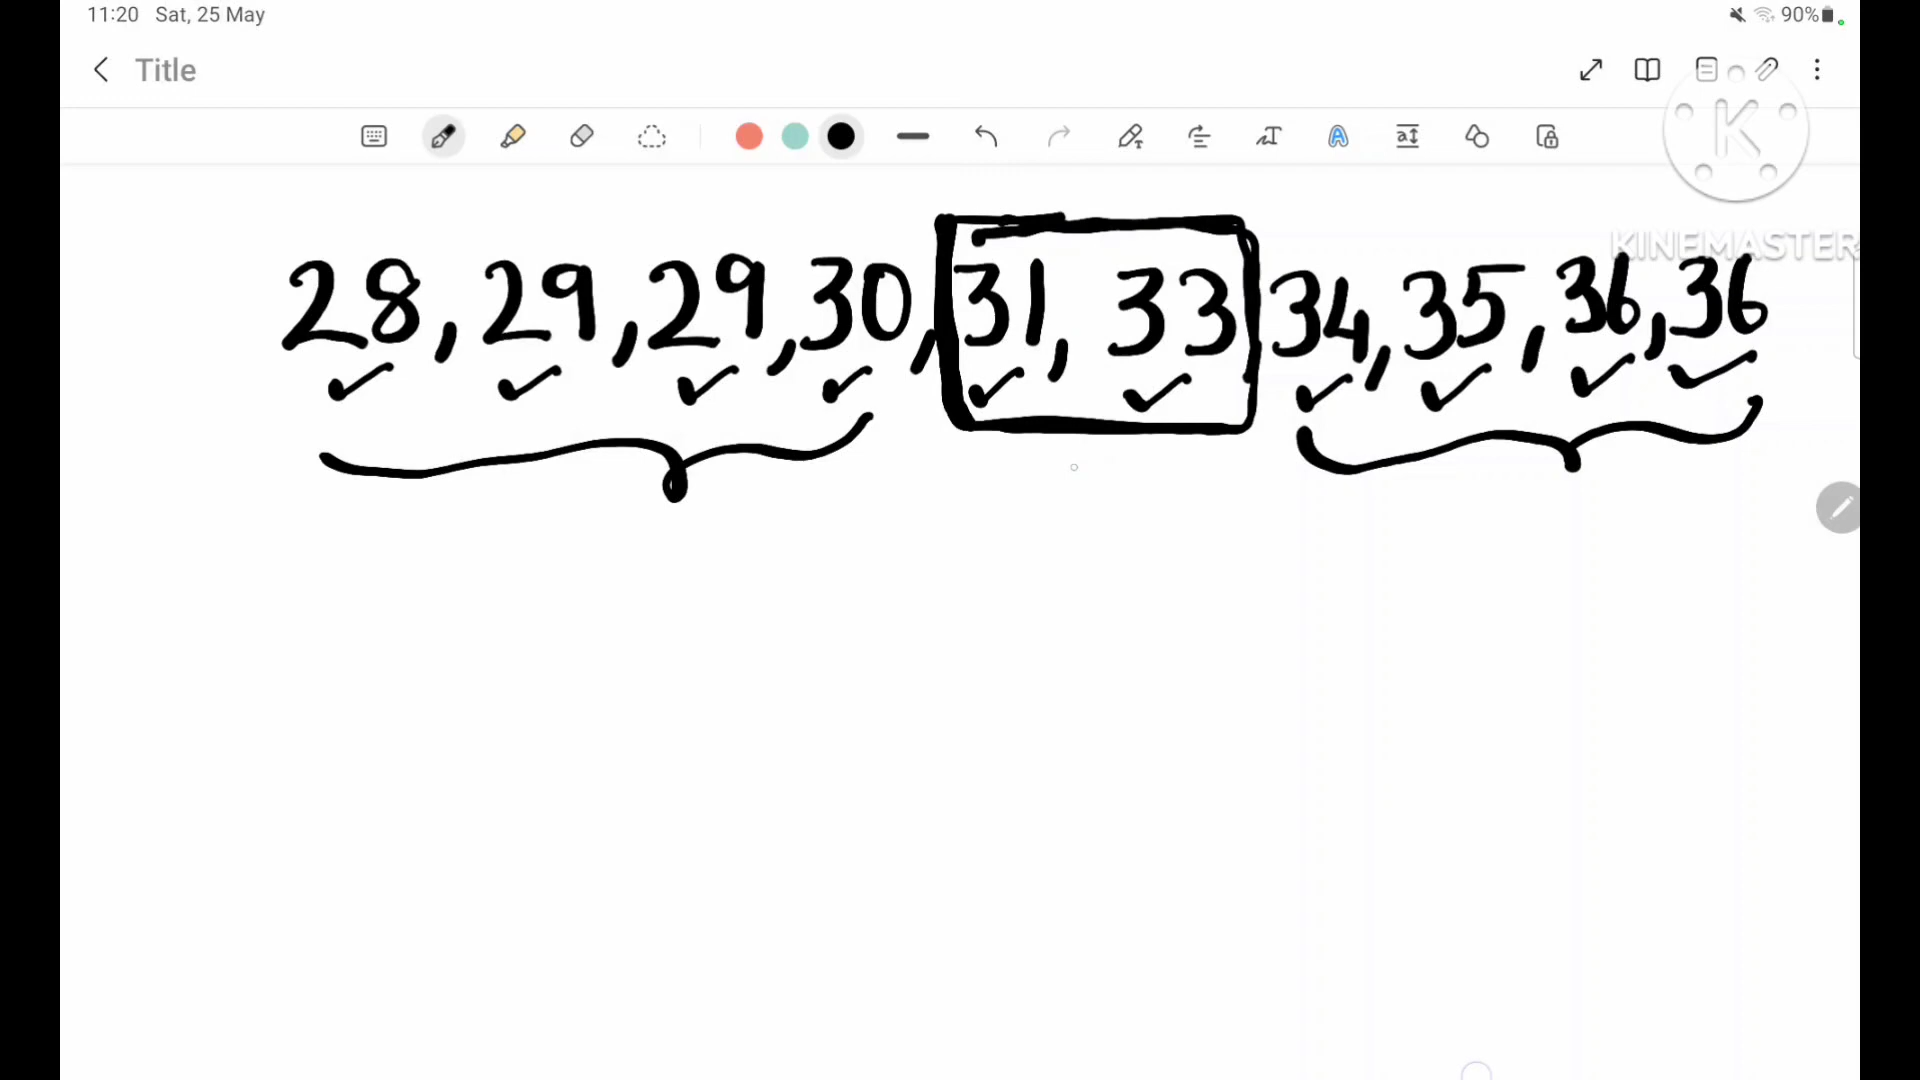 11:20 Sat, 25 May 90%
Title
K
KINEMASTER
28, 29, 29, 30, 31, 33 34, 35, 36, 36